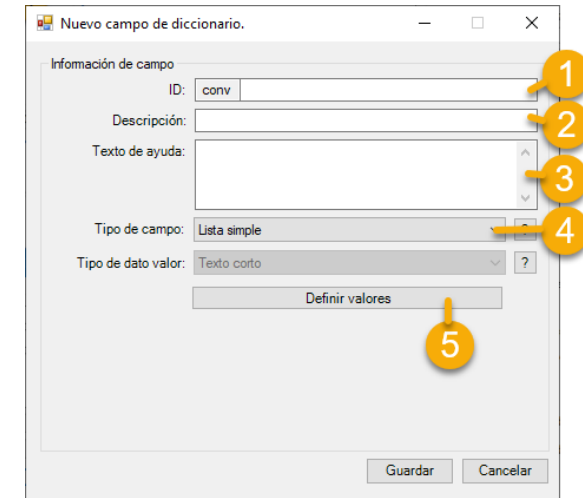 Nuevo campo de diccionario.
Información de campo
ID: conv
1
Descripción:
2
Texto de ayuda:
3
Tipo de campo: Lista simple ?
4
Tipo de dato valor: Texto corto ?
Definir valores
5
Guardar Cancelar